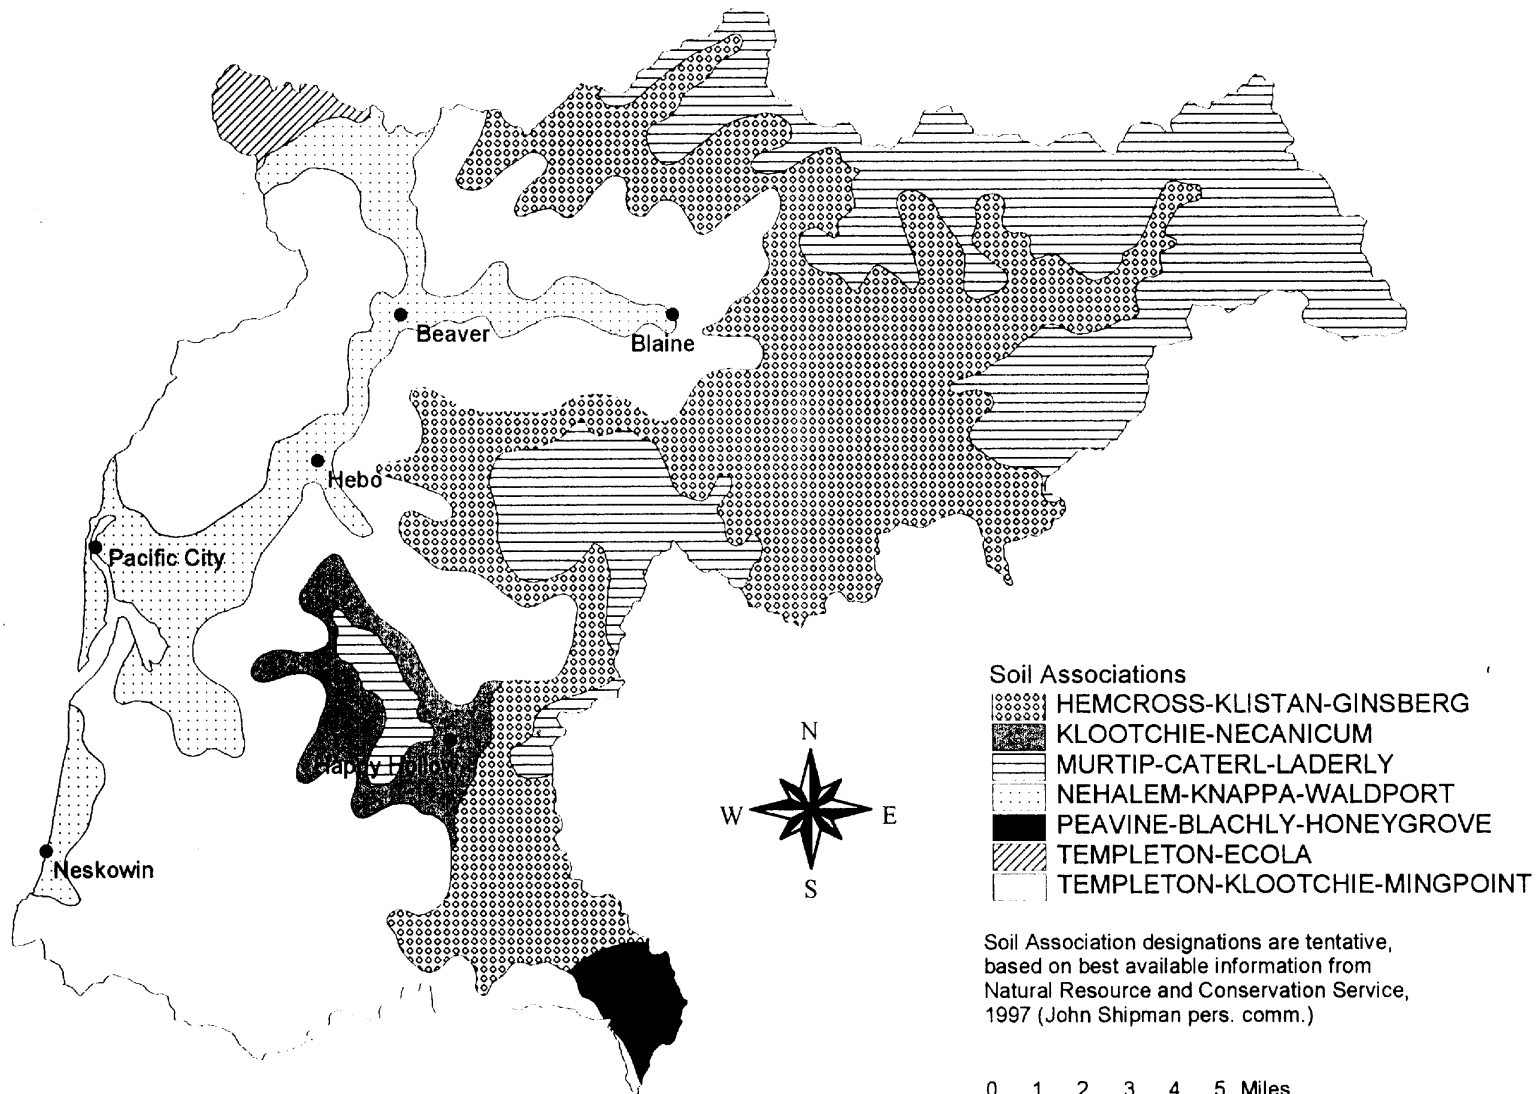 Beaver
Blaine
Hebo
Pacific City
Happy Hollow
Neskowin
Soil Associations
HEMCROSS-KLISTAN-GINSBERG
KLOOTCHIE-NECANICUM
MURTIP-CATERL-LADERLY
NEHALEM-KNAPPA-WALDPORT
PEAVINE-BLACHLY-HONEYGROVE
TEMPLETON-ECOLA
TEMPLETON-KLOOTCHIE-MINGPOINT
N
W E
S
Soil Association designations are tentative,
based on best available information from
Natural Resource and Conservation Service,
1997 (John Shipman pers. comm.)
0 1 2 3 4 5 Miles